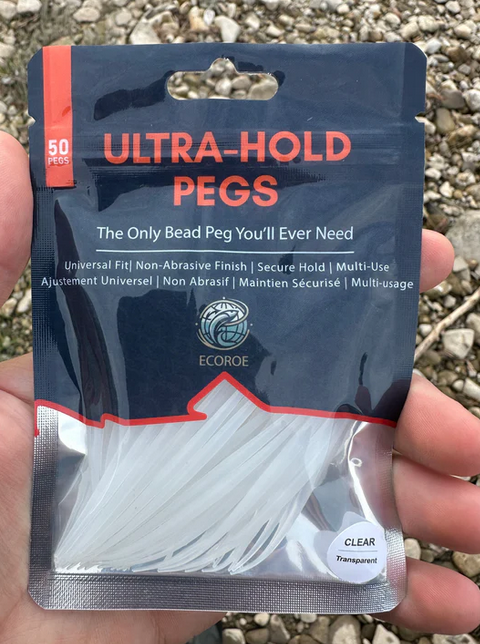 50
PEGS
ULTRA-HOLD
PEGS
The Only Bead Peg You'll Ever Need
Universal Fit| Non-Abrasive Finish | Secure Hold | Multi-Use
Ajustement Universel | Non Abrasif | Maintien Sécurisé | Multi-usage
ECOROE
CLEAR
Transparent